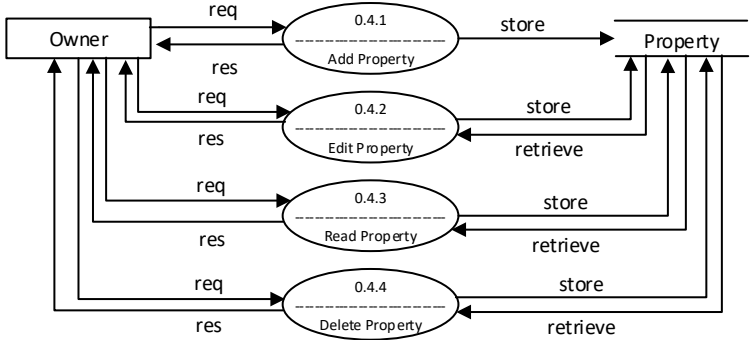 req
0.4.1
store
Owner
Property
Add Property
res
req
0.4.2
store
res
Edit Property
retrieve
req
0.4.3
store
res
Read Property
retrieve
req
0.4.4
store
res
Delete Property
retrieve